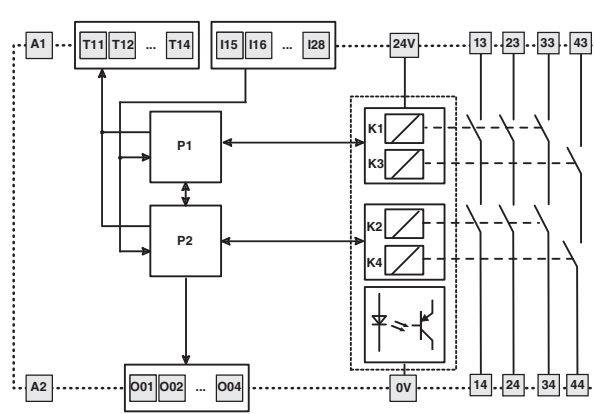 A1 T11 T12 ... T14 I15 I16 ... I28 24V 13 23 33 43
K1
P1
K3
K2
P2
K4
A2 O01 O02 ... O04 0V 14 24 34 44